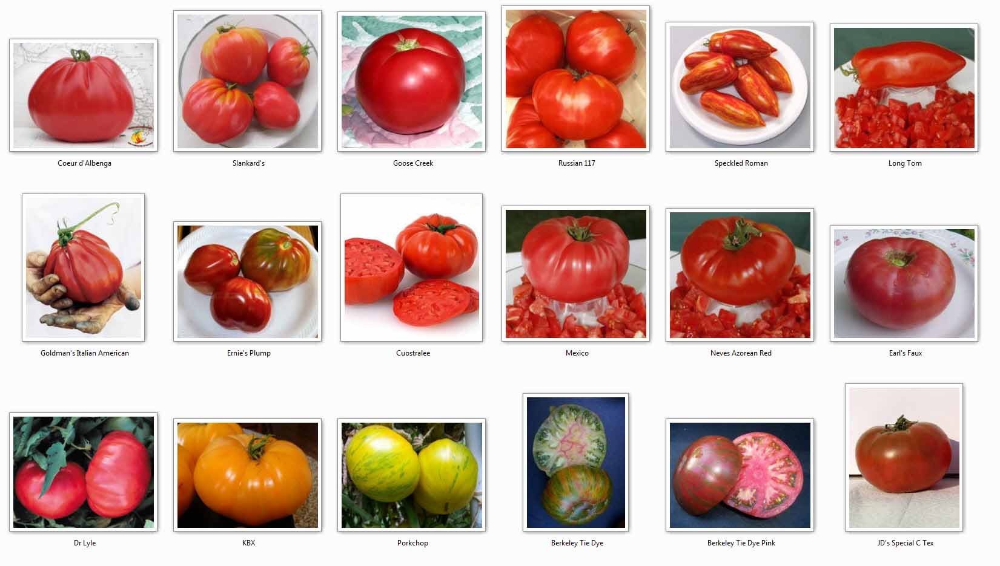 Coeur d'Albenga
Slankard's
Goose Creek
Russian 117
Speckled Roman
Long Tom
Goldman's Italian American
Ernie's Plump
Cuostralee
Mexico
Neves Azorean Red
Earl's Faux
Dr Lyle
KBX
Porkchop
Berkeley Tie Dye
Berkeley Tie Dye Pink
JD's Special C Tex